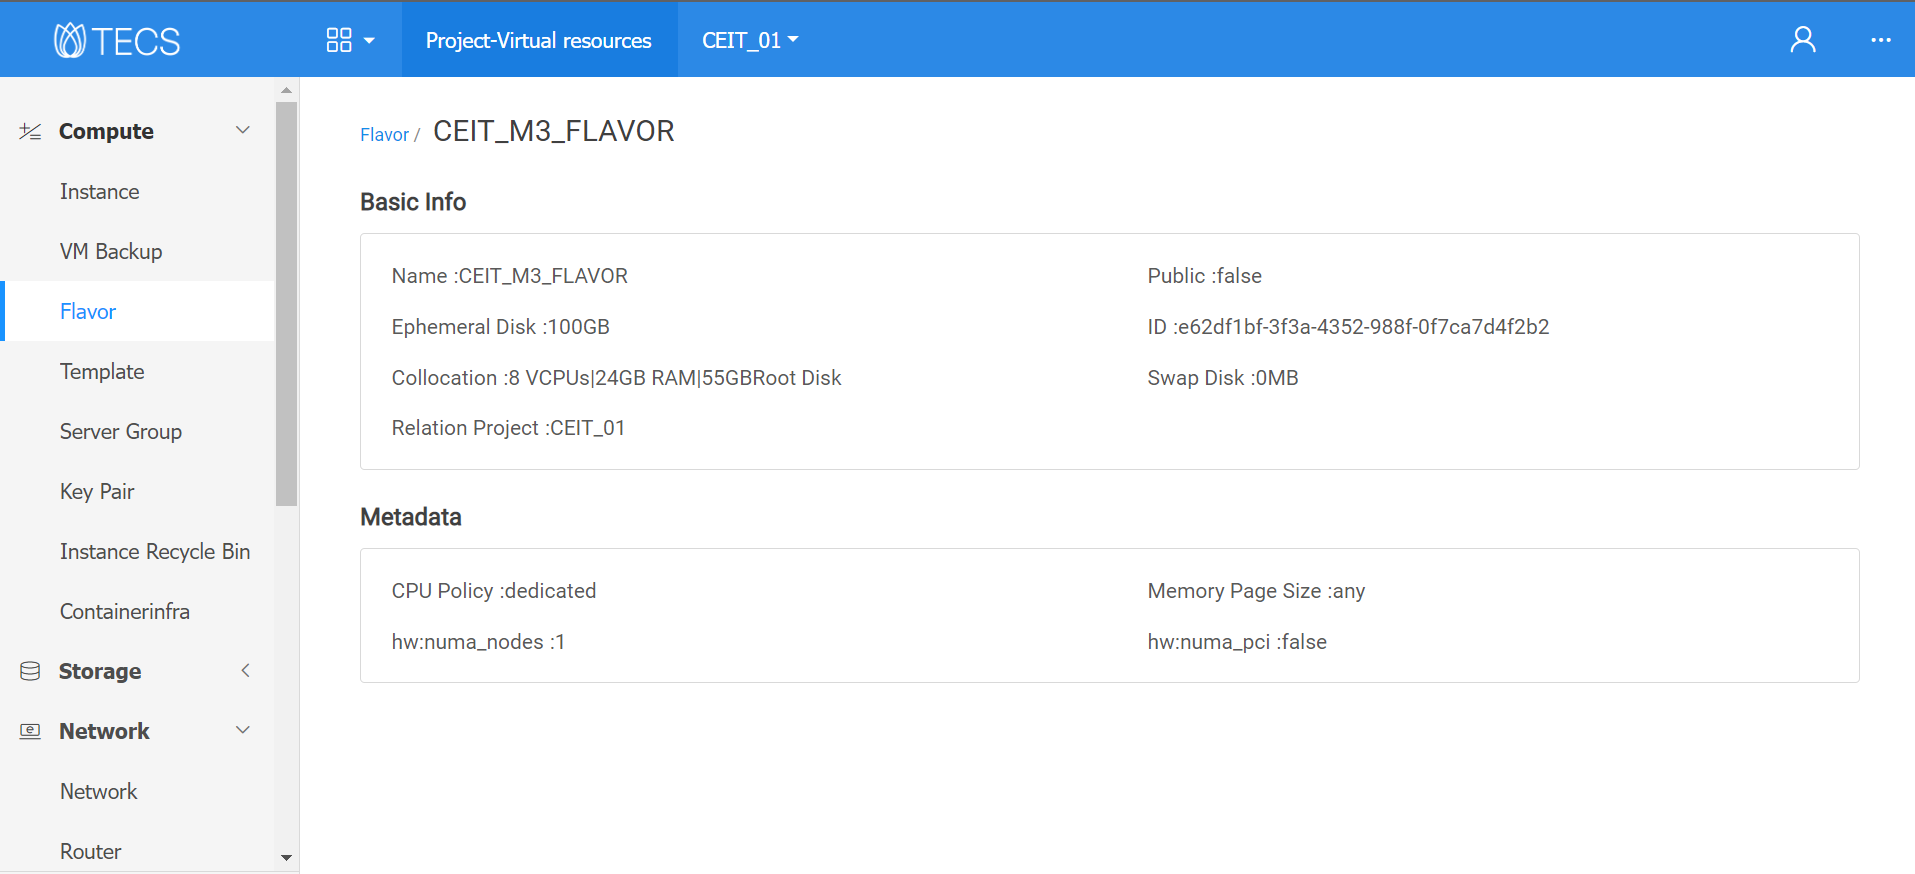 TECS
Project-Virtual resources
CEIT_01
Compute
Instance
VM Backup
Flavor
Template
Server Group
Key Pair
Instance Recycle Bin
Containerinfra
Storage
Network
Network
Router
Flavor / CEIT_M3_FLAVOR
Basic Info
Name :CEIT_M3_FLAVOR
Public :false
Ephemeral Disk :100GB
ID :e62df1bf-3f3a-4352-988f-0f7ca7d4f2b2
Collocation :8 VCPUs|24GB RAM|55GBRoot Disk
Swap Disk :0MB
Relation Project :CEIT_01
Metadata
CPU Policy :dedicated
Memory Page Size :any
hw:numa_nodes :1
hw:numa_pci :false